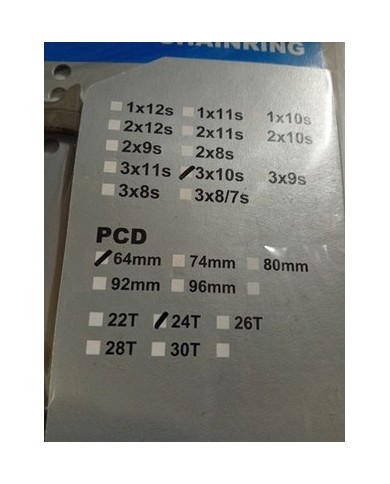 CHAINRING
1x12s 1x11s 1x10s
2x12s 2x11s 2x10s
2x9s 2x8s
3x11s 3x10s 3x9s
3x8s 3x8/7s
PCD
64mm 74mm 80mm
92mm 96mm
22T 24T 26T
28T 30T